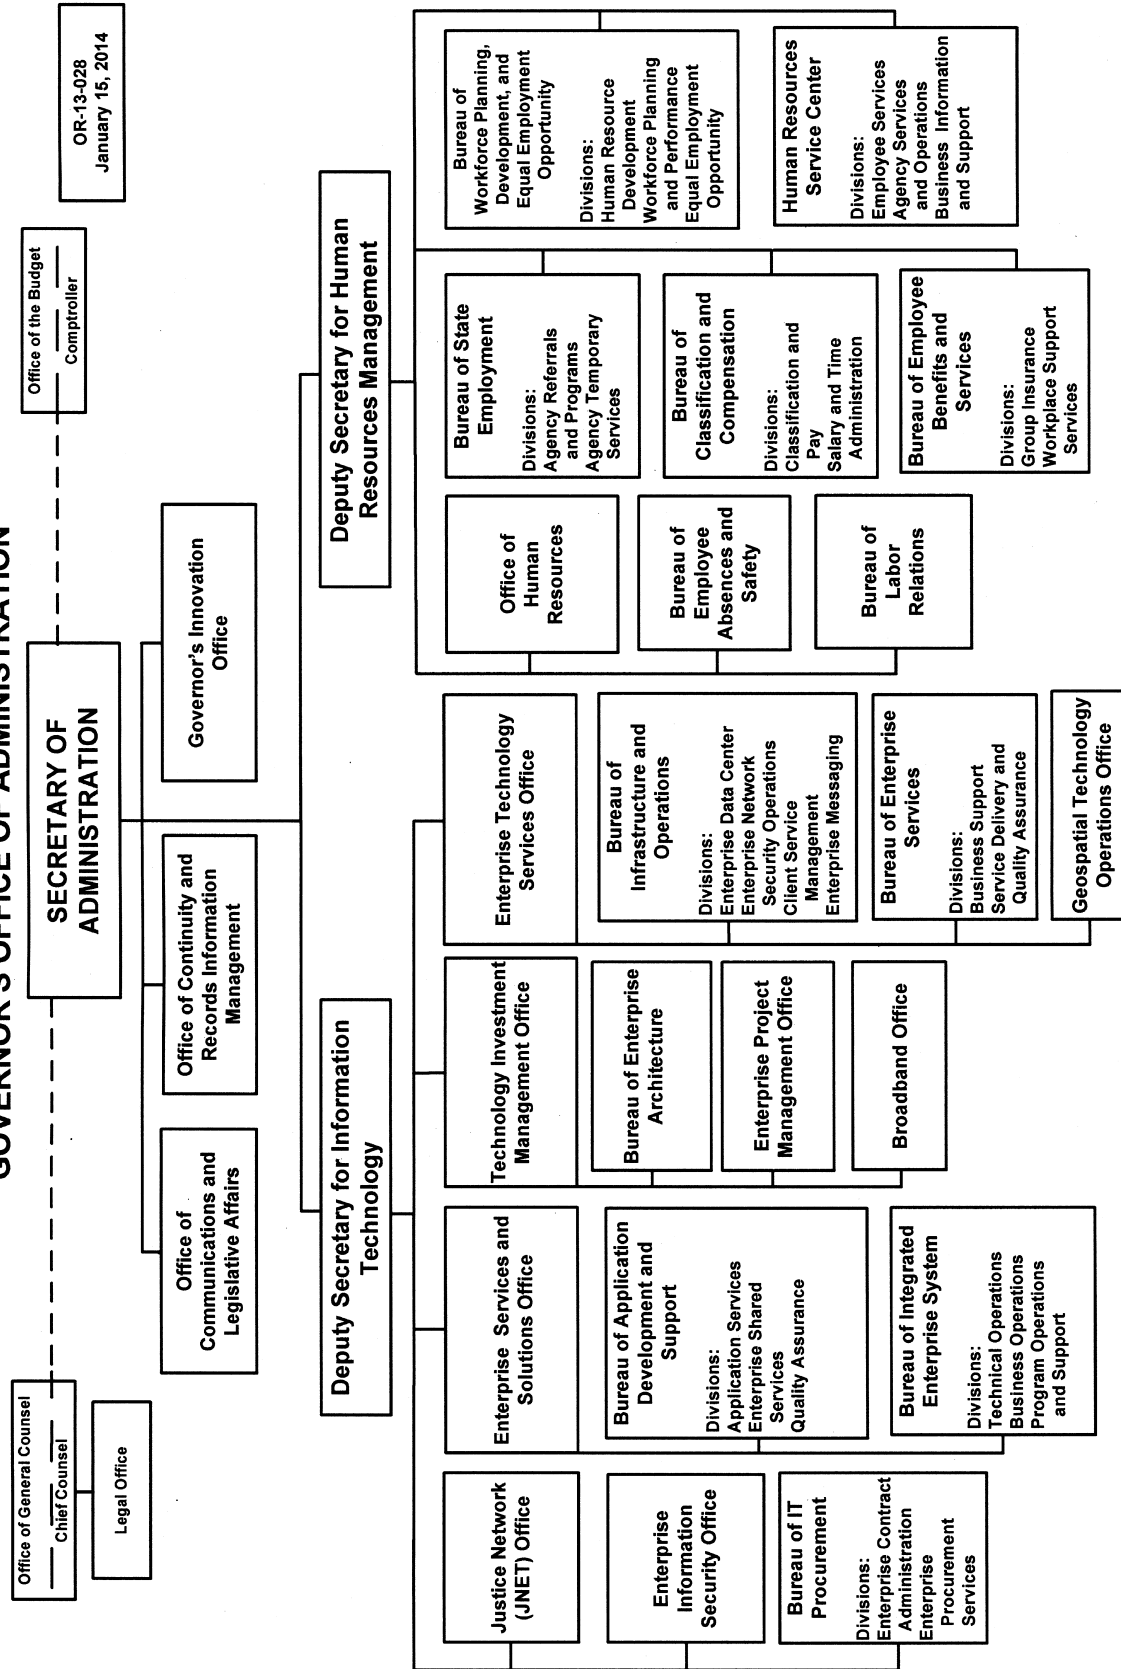 GOVERNOR'S OFFICE OF ADMINISTRATION
OR-13-028
January 15, 2014
Office of General Counsel
Chief Counsel
Legal Office
SECRETARY OF
ADMINISTRATION
Office of the Budget
Comptroller
Office of
Communications and
Legislative Affairs
Office of Continuity and
Records Information
Management
Governor's Innovation
Office
Deputy Secretary for Information
Technology
Deputy Secretary for Human
Resources Management
Justice Network
(JNET) Office
Enterprise
Information
Security Office
Bureau of IT
Procurement
Divisions:
Enterprise Contract
Administration
Enterprise
Procurement
Services
Enterprise Services and
Solutions Office
Bureau of Application
Development and
Support
Divisions:
Application Services
Enterprise Shared
Services
Quality Assurance
Bureau of Integrated
Enterprise System
Divisions:
Technical Operations
Business Operations
Program Operations
and Support
Technology Investment
Management Office
Bureau of Enterprise
Architecture
Enterprise Project
Management Office
Broadband Office
Enterprise Technology
Services Office
Bureau of
Infrastructure and
Operations
Divisions:
Enterprise Data Center
Enterprise Network
Security Operations
Client Service
Management
Enterprise Messaging
Bureau of Enterprise
Services
Divisions:
Business Support
Service Delivery and
Quality Assurance
Geospatial Technology
Operations Office
Office of
Human
Resources
Bureau of
Employee
Absences and
Safety
Bureau of
Labor
Relations
Bureau of State
Employment
Divisions:
Agency Referrals
and Programs
Agency Temporary
Services
Bureau of
Classification and
Compensation
Divisions:
Classification and
Pay
Salary and Time
Administration
Bureau of Employee
Benefits and
Services
Divisions:
Group Insurance
Workplace Support
Services
Bureau of
Workforce Planning,
Development, and
Equal Employment
Opportunity
Divisions:
Human Resource
Development
Workforce Planning
and Performance
Equal Employment
Opportunity
Human Resources
Service Center
Divisions:
Employee Services
Agency Services
and Operations
Business Information
and Support